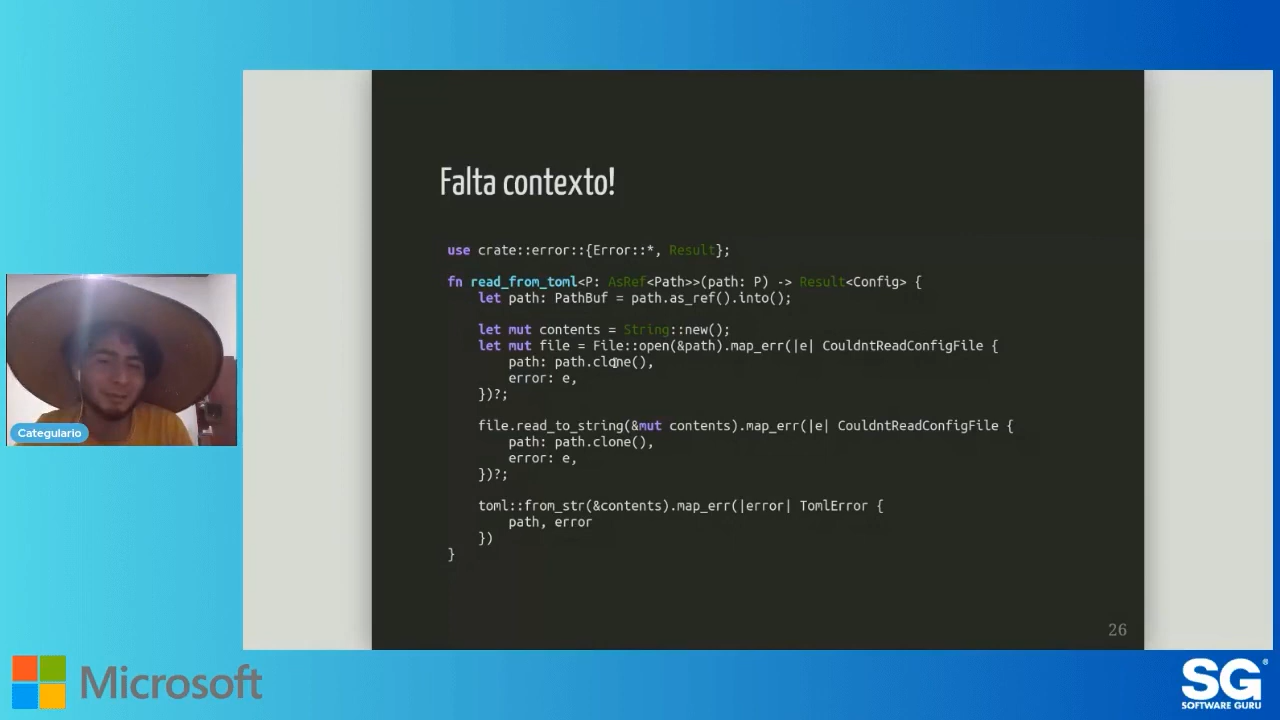 Falta contexto!
use crate::error::{Error::*, Result};
fn read_from_toml<P: AsRef<Path>>(path: P) -> Result<Config> {
    let path: PathBuf = path.as_ref().into();
    let mut contents = String::new();
    let mut file = File::open(&path).map_err(|e| CouldntReadConfigFile {
        path: path.clone(),
        error: e,
    })?;
    file.read_to_string(&mut contents).map_err(|e| CouldntReadConfigFile {
        path: path.clone(),
        error: e,
    })?;
    toml::from_str(&contents).map_err(|error| TomlError {
        path, error
    })
}
26
Categulario
Microsoft
SG
SOFTWARE GURU
®